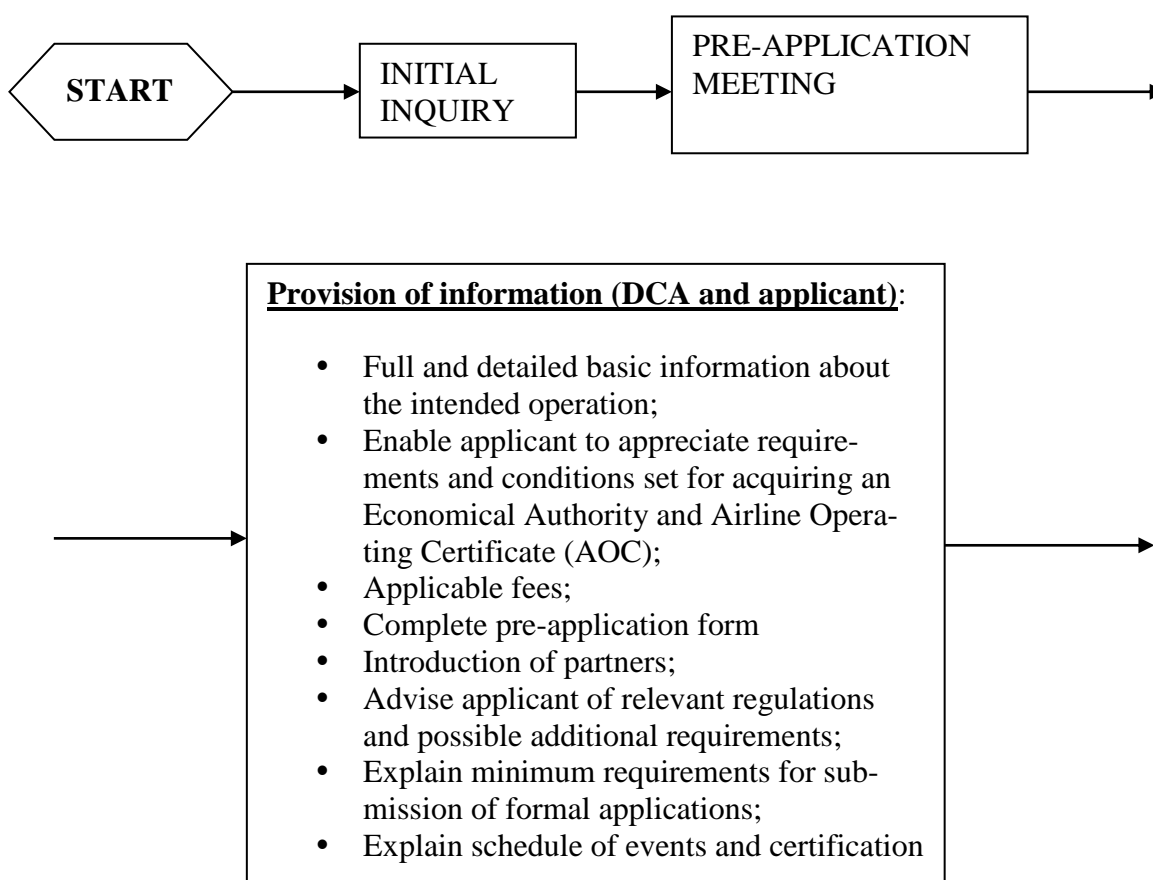 START
INITIAL
INQUIRY
PRE-APPLICATION
MEETING
Provision of information (DCA and applicant):
• Full and detailed basic information about
the intended operation;
• Enable applicant to appreciate require-
ments and conditions set for acquiring an
Economical Authority and Airline Opera-
ting Certificate (AOC);
• Applicable fees;
• Complete pre-application form
• Introduction of partners;
• Advise applicant of relevant regulations
and possible additional requirements;
• Explain minimum requirements for sub-
mission of formal applications;
• Explain schedule of events and certification